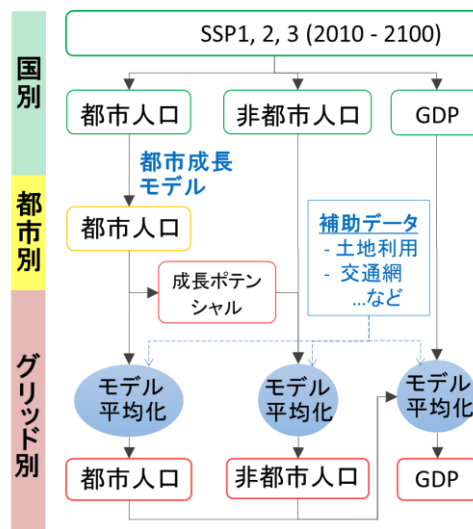 SSP1, 2, 3 (2010 - 2100)
国別
都市人口
非都市人口
GDP
都市成長
モデル
都市別
都市人口
補助データ
- 土地利用
- 交通網
...など
成長ポテン
シャル
グリッド別
モデル
平均化
モデル
平均化
モデル
平均化
都市人口
非都市人口
GDP